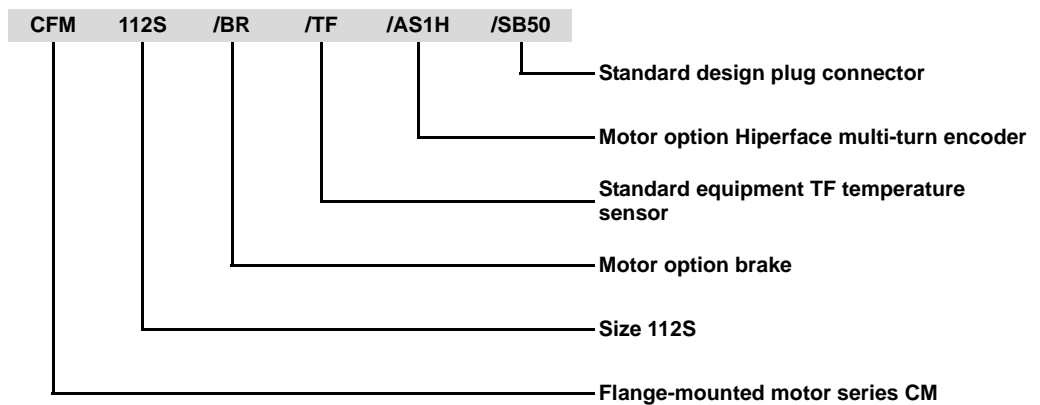 CFM 112S /BR /TF /AS1H /SB50
Standard design plug connector
Motor option Hiperface multi-turn encoder
Standard equipment TF temperature
sensor
Motor option brake
Size 112S
Flange-mounted motor series CM